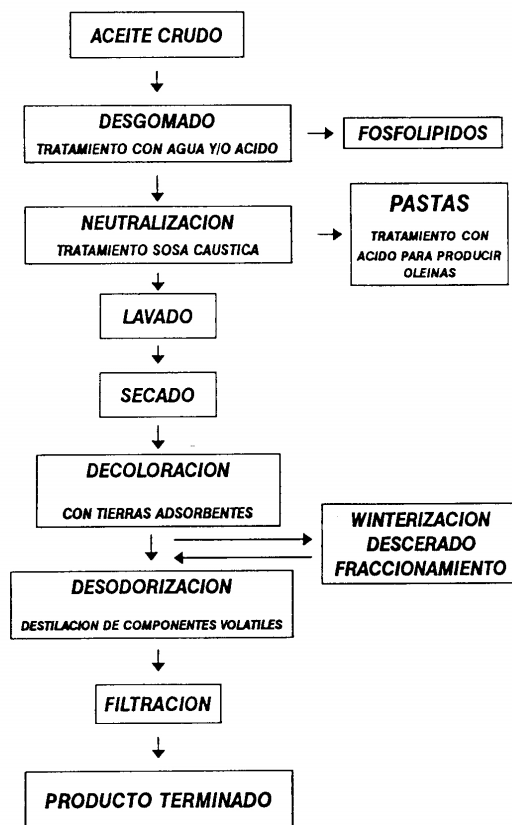 ACEITE CRUDO
DESGOMADO
TRATAMIENTO CON AGUA Y/O ACIDO
FOSFOLIPIDOS
NEUTRALIZACION
TRATAMIENTO SOSA CAUSTICA
PASTAS
TRATAMIENTO CON
ACIDO PARA PRODUCIR
OLEINAS
LAVADO
SECADO
DECOLORACION
CON TIERRAS ADSORBENTES
WINTERIZACION
DESCERADO
FRACCIONAMIENTO
DESODORIZACION
DESTILACION DE COMPONENTES VOLATILES
FILTRACION
PRODUCTO TERMINADO